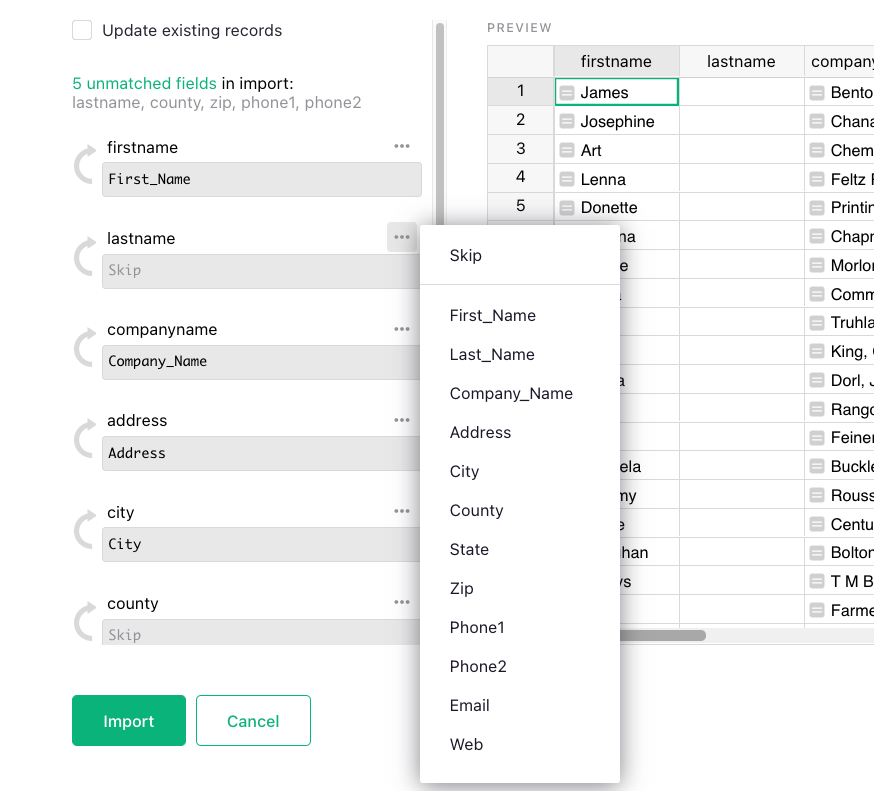 Update existing records
5 unmatched fields in import:
lastname, county, zip, phone1, phone2
firstname
First_Name
lastname
Skip
companyname
Company_Name
address
Address
city
City
county
Skip
Import Cancel
Skip
First_Name
Last_Name
Company_Name
Address
City
County
State
Zip
Phone1
Phone2
Email
Web
PREVIEW
firstname lastname company
1 James Bento
2 Josephine Chana
3 Art Chem
4 Lenna Feltz
5 Donette Printin
na Chapr
e Morlor
Comm
Truhla
King,
a Dorl, J
Rango
Feiner
ela Buckle
my Rouss
e Centu
han Bolton
vs T M B
Farme